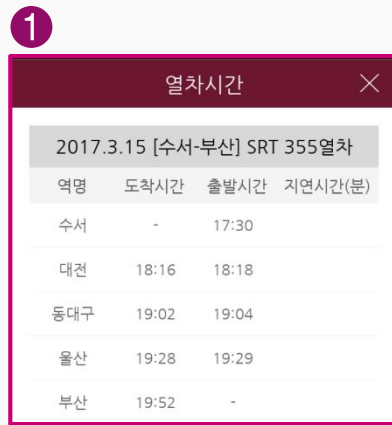 1
열차시간 ×
2017.3.15 [수서-부산] SRT 355열차
역명 도착시간 출발시간 지연시간(분)
수서 - 17:30
대전 18:16 18:18
동대구 19:02 19:04
울산 19:28 19:29
부산 19:52 -